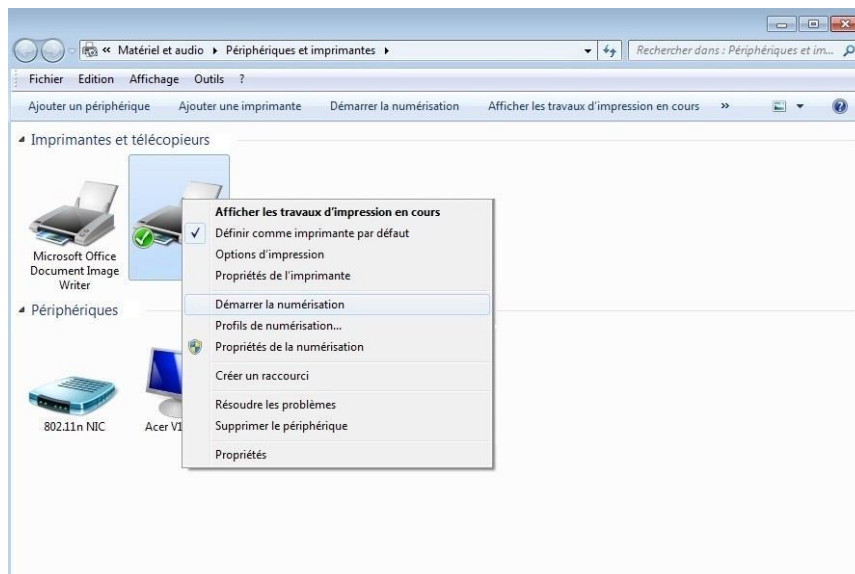 « Matériel et audio ▸ Périphériques et imprimantes ▸
Rechercher dans : Périphériques et im...
Fichier Edition Affichage Outils ?
Ajouter un périphérique Ajouter une imprimante Démarrer la numérisation Afficher les travaux d'impression en cours »
Imprimantes et télécopieurs
Microsoft Office
Document Image
Writer
Afficher les travaux d'impression en cours
Définir comme imprimante par défaut
Options d'impression
Propriétés de l'imprimante
Démarrer la numérisation
Profils de numérisation...
Propriétés de la numérisation
Créer un raccourci
Résoudre les problèmes
Supprimer le périphérique
Propriétés
Périphériques
802.11n NIC
Acer V1